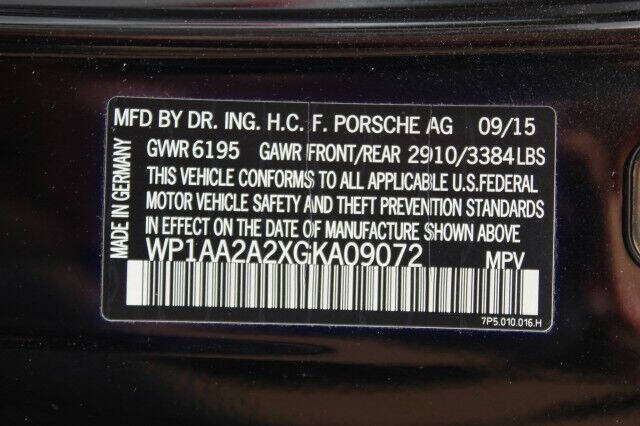 MFD BY DR. ING. H.C. F. PORSCHE AG 09/15
GVWR 6195 GAWR FRONT/REAR 2910/3384 LBS
THIS VEHICLE CONFORMS TO ALL APPLICABLE U.S.FEDERAL
MOTOR VEHICLE SAFETY AND THEFT PREVENTION STANDARDS
IN EFFECT ON THE DATE OF MANUFACTURE SHOWN ABOVE
WP1AA2A2XGKA09072 MPV
7P5.010.016.H
MADE IN GERMANY